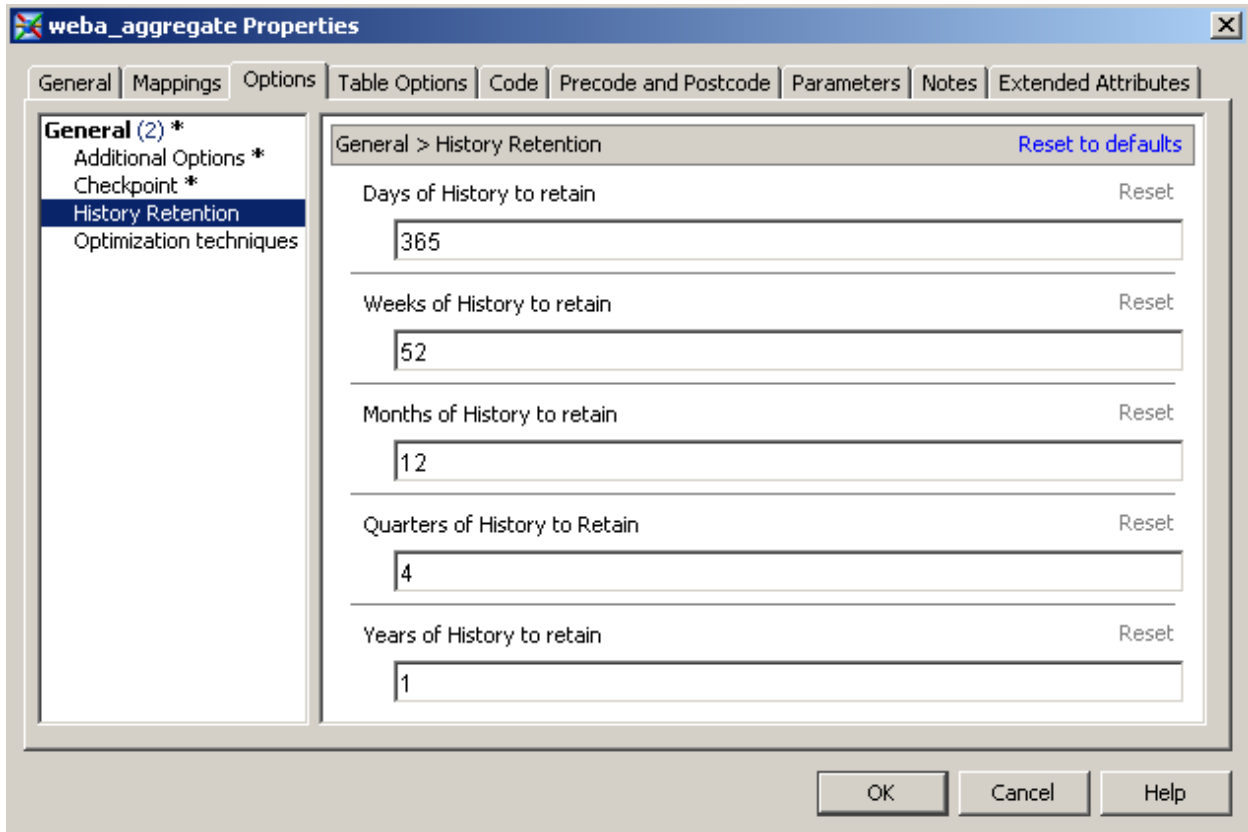 weba_aggregate Properties
General Mappings Options Table Options Code Precode and Postcode Parameters Notes Extended Attributes
General (2) *
Additional Options *
Checkpoint *
History Retention
Optimization techniques
General > History Retention Reset to defaults
Days of History to retain Reset
365
Weeks of History to retain Reset
52
Months of History to retain Reset
12
Quarters of History to Retain Reset
4
Years of History to retain Reset
1
OK Cancel Help